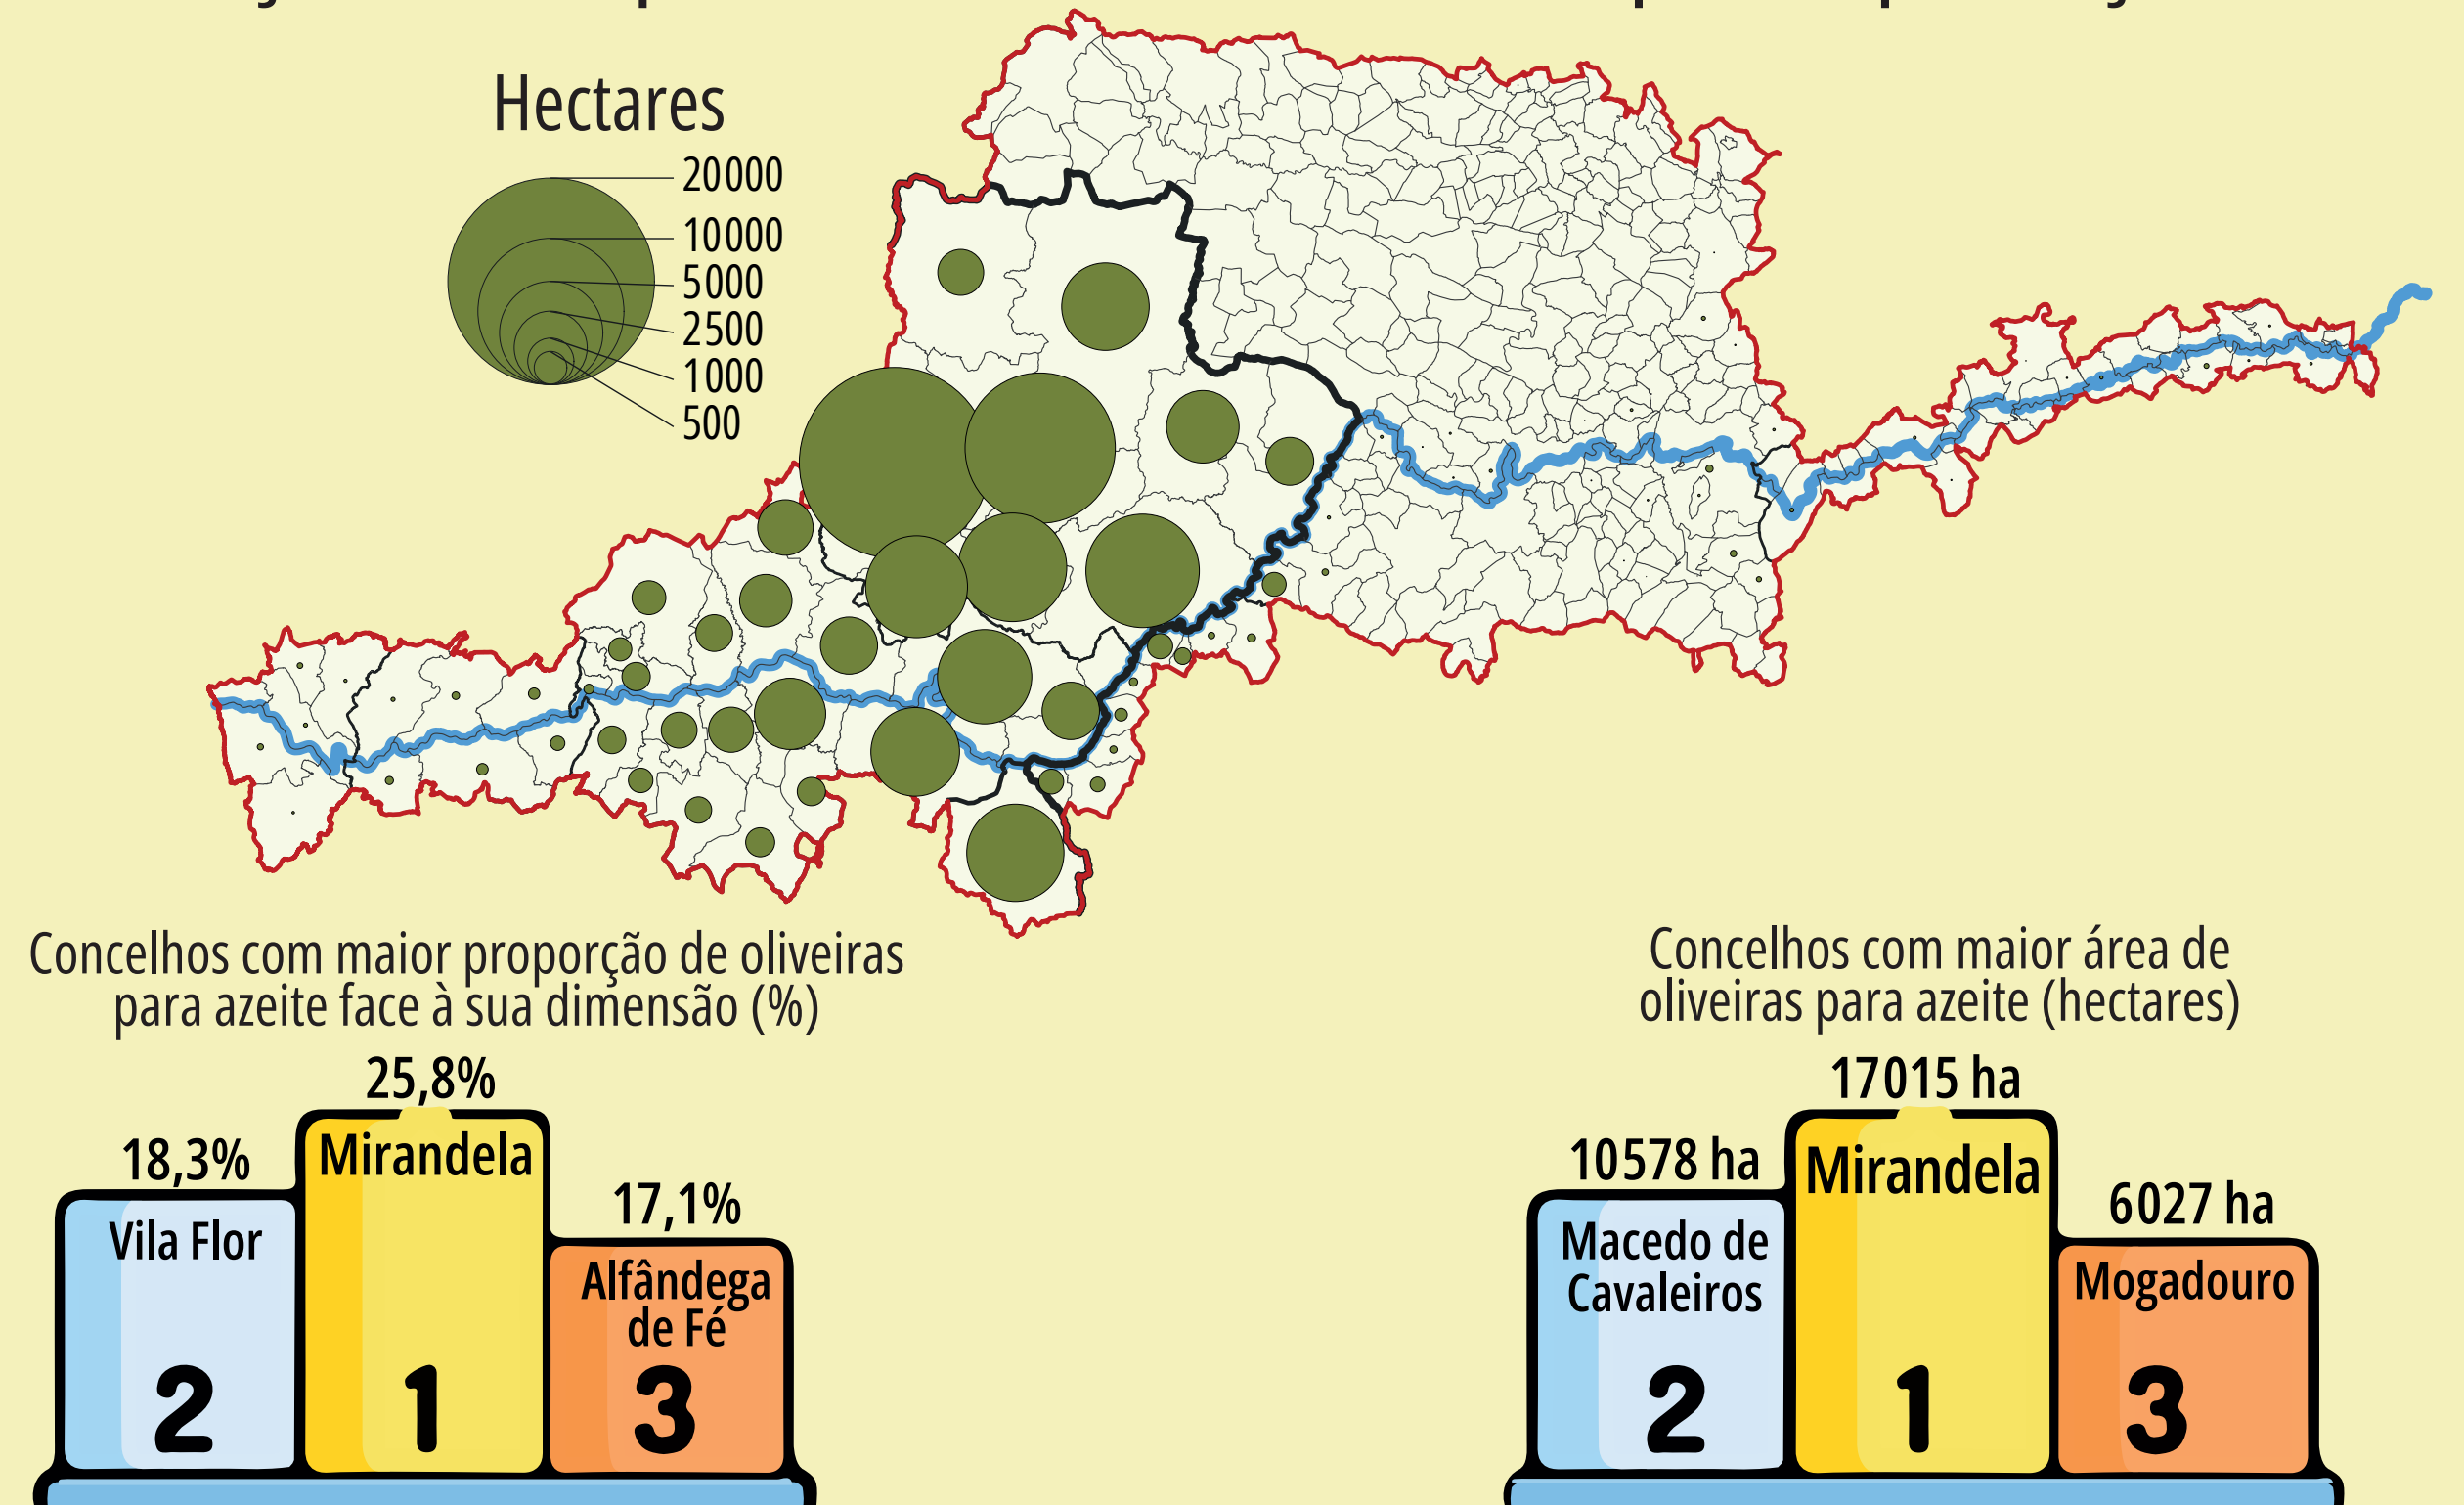 Hectares
20000
10000
5000
2500
1000
500
Concelhos com maior proporção de oliveiras
para azeite face à sua dimensão (%)
25,8%
18,3%
Mirandela
17,1%
Vila Flor
Alfândega
de Fé
2
1
3
Concelhos com maior área de
oliveiras para azeite (hectares)
17015 ha
10578 ha
Mirandela
6027 ha
Macedo de
Cavaleiros
Mogadouro
2
1
3